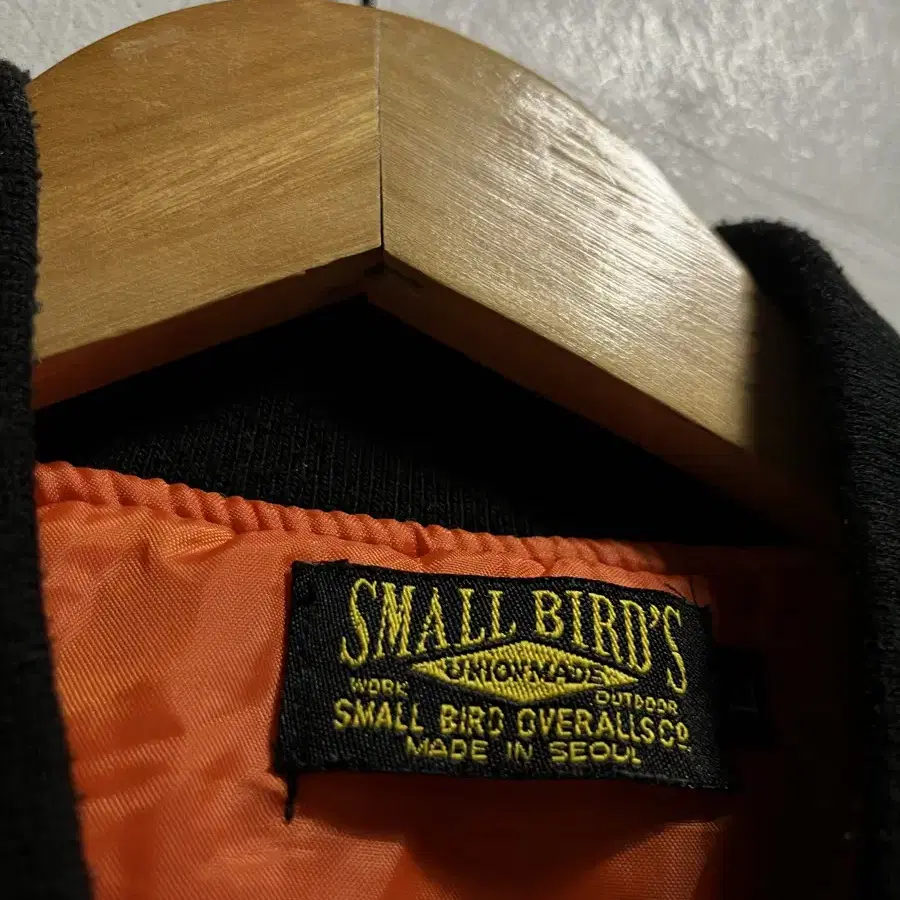 SMALL BIRD'S
UNION MADE
WORK OUTDOOR
SMALL BIRD OVERALLS Co
MADE IN SEOUL